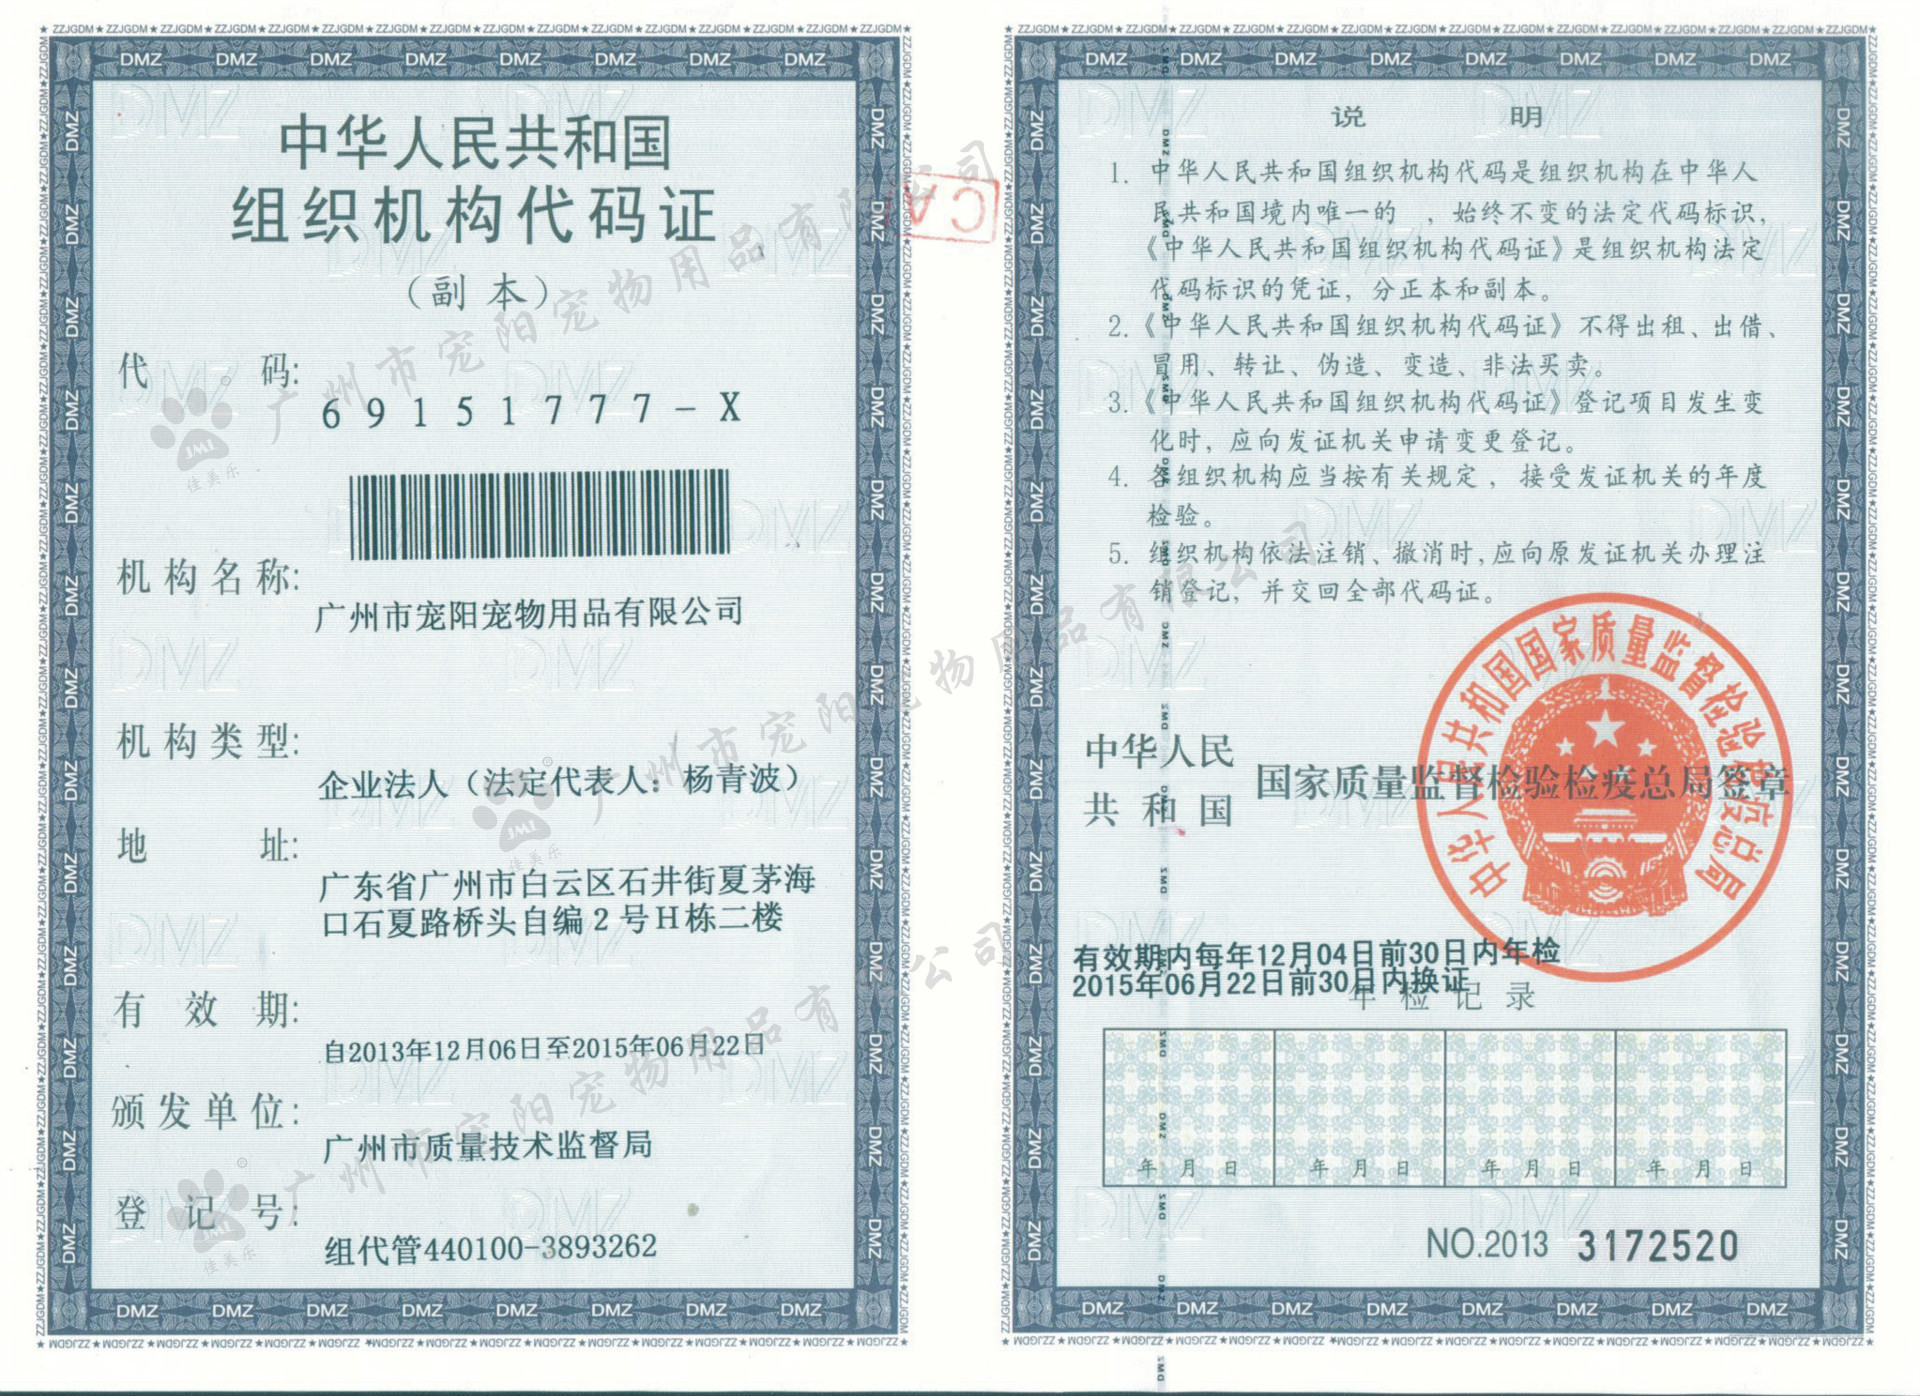 中华人民共和国
组织机构代码证
（副 本）
代 码:
69151777-X
机构名称:
广州市宠阳宠物用品有限公司
机构类型:
企业法人（法定代表人：杨青波）
地 址:
广东省广州市白云区石井街夏茅海
口石夏路桥头自编2号H栋二楼
有 效 期:
自2013年12月06日至2015年06月22日
颁发单位:
广州市质量技术监督局
登 记 号:
组代管440100-3893262
说 明
1. 中华人民共和国组织机构代码是组织机构在中华人
民共和国境内唯一的 ，始终不变的法定代码标识，
《中华人民共和国组织机构代码证》是组织机构法定
代码标识的凭证，分正本和副本。
2.《中华人民共和国组织机构代码证》不得出租、出借、
冒用、转让、伪造、变造、非法买卖。
3.《中华人民共和国组织机构代码证》登记项目发生变
化时，应向发证机关申请变更登记。
4. 各组织机构应当按有关规定，接受发证机关的年度
检验。
5. 组织机构依法注销、撤消时，应向原发证机关办理注
销登记，并交回全部代码证。
中华人民
共和国
国家质量监督检验检疫总局签章
中华人民共和国国家质量监督检验检疫总局
有效期内每年12月04日前30日内年检
2015年06月22日前30日内换证
年检记录
年 月 日
年 月 日
年 月 日
年 月 日
NO.2013 3172520
CA
广州市宠阳宠物用品有限公司
JML
佳美乐
DMZ
ZZJGDM